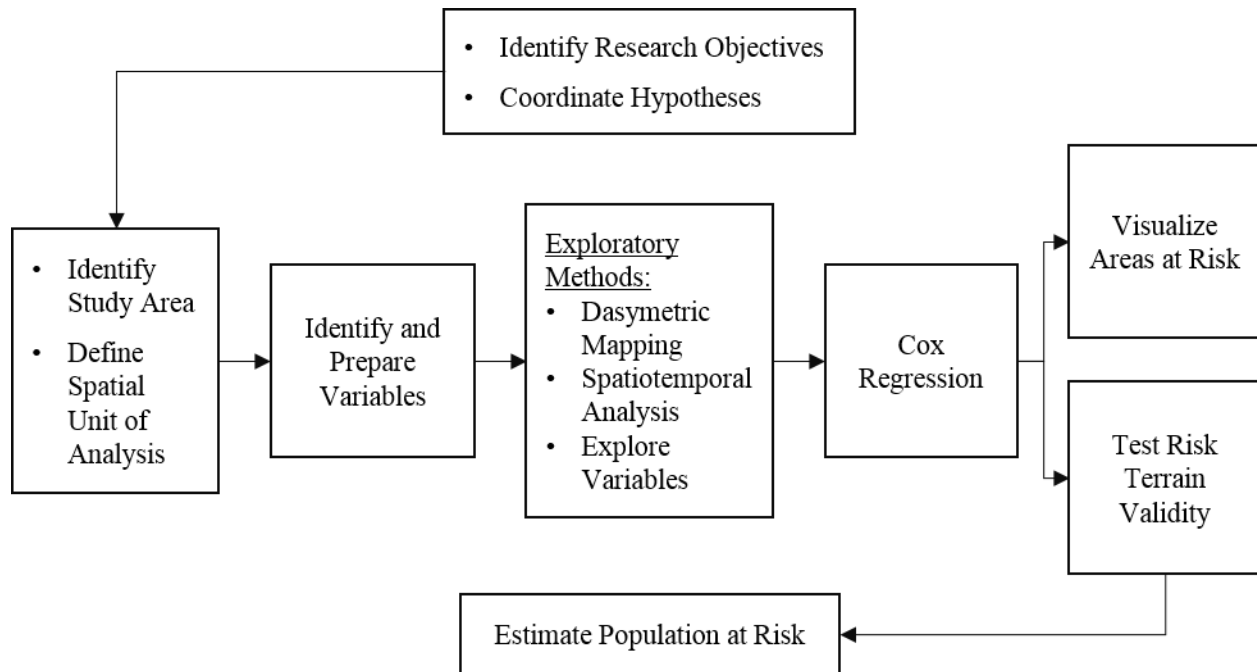 • Identify Research Objectives
• Coordinate Hypotheses
• Identify
Study Area
• Define
Spatial
Unit of
Analysis
Identify and
Prepare
Variables
Exploratory
Methods:
• Dasymetric
Mapping
• Spatiotemporal
Analysis
• Explore
Variables
Cox
Regression
Visualize
Areas at Risk
Test Risk
Terrain
Validity
Estimate Population at Risk